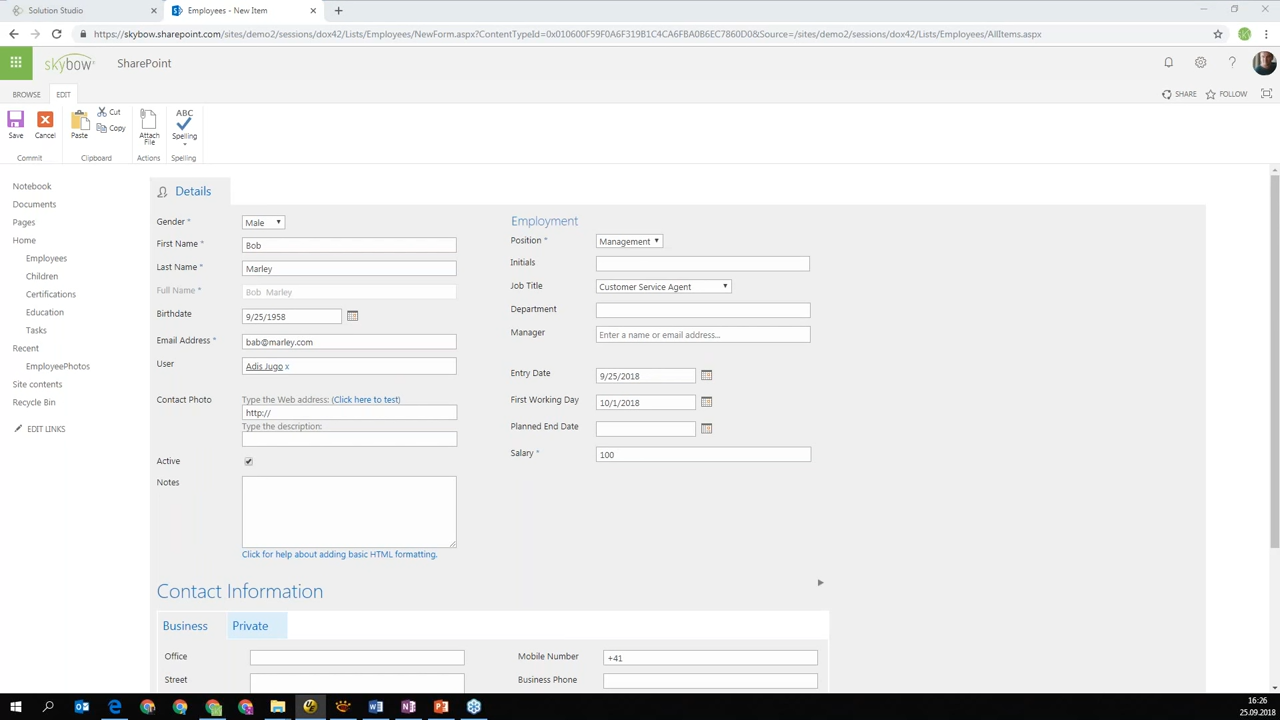 Solution Studio
Employees - New Item
https://skybow.sharepoint.com/sites/demo2/sessions/dox42/Lists/Employees/NewForm.aspx?ContentTypeId=0x010600F59F0A6F319B1C4CA6FBA0B6EC7860D0&Source=/sites/demo2/sessions/dox42/Lists/Employees/AllItems.aspx
skybow SharePoint
BROWSE EDIT SHARE FOLLOW
Save Cancel Paste Cut Copy Attach File ABC Spelling
Commit Clipboard Actions Spelling
Notebook
Documents
Pages
Home
Employees
Children
Certifications
Education
Tasks
Recent
EmployeePhotos
Site contents
Recycle Bin
EDIT LINKS
Details
Gender * Male
First Name * Bob
Last Name * Marley
Full Name * Bob Marley
Birthdate 9/25/1958
Email Address * bab@marley.com
User Adis Jugo x
Contact Photo Type the Web address: (Click here to test)
http://
Type the description:
Active
Notes
Click for help about adding basic HTML formatting.
Employment
Position * Management
Initials
Job Title Customer Service Agent
Department
Manager Enter a name or email address...
Entry Date 9/25/2018
First Working Day 10/1/2018
Planned End Date
Salary * 100
Contact Information
Business Private
Office Mobile Number +41
Street Business Phone
16:26
25.09.2018